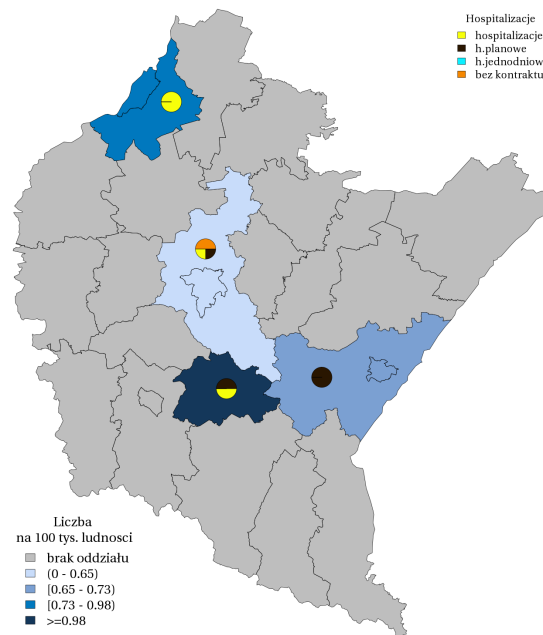 Hospitalizacje
hospitalizacje
h.planowe
h.jednodniow
bez kontraktu
Liczba
na 100 tys. ludnosci
brak oddziału
(0 - 0.65)
[0.65 - 0.73)
[0.73 - 0.98)
>=0.98